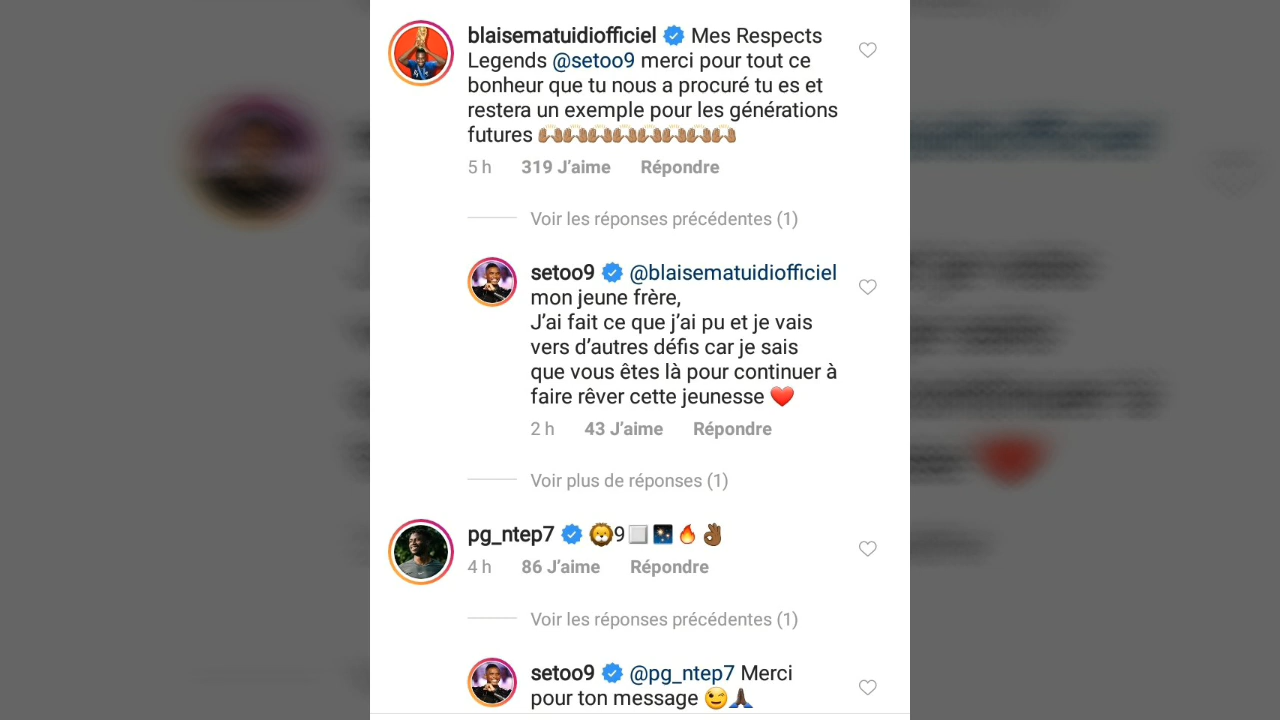 blaisematuidiofficiel Mes Respects
Legends @setoo9 merci pour tout ce
bonheur que tu nous a procuré tu es et
restera un exemple pour les générations
futures 🙌🏾🙌🏾🙌🏾🙌🏾🙌🏾🙌🏾🙌🏾🙌🏾
5 h 319 J’aime Répondre
Voir les réponses précédentes (1)
setoo9 @blaisematuidiofficiel
mon jeune frère,
J’ai fait ce que j’ai pu et je vais
vers d’autres défis car je sais
que vous êtes là pour continuer à
faire rêver cette jeunesse ❤️
2 h 43 J’aime Répondre
Voir plus de réponses (1)
pg_ntep7 🦁9⬜🌌🔥👌🏾
4 h 86 J’aime Répondre
Voir les réponses précédentes (1)
setoo9 @pg_ntep7 Merci
pour ton message 😉🙏🏿